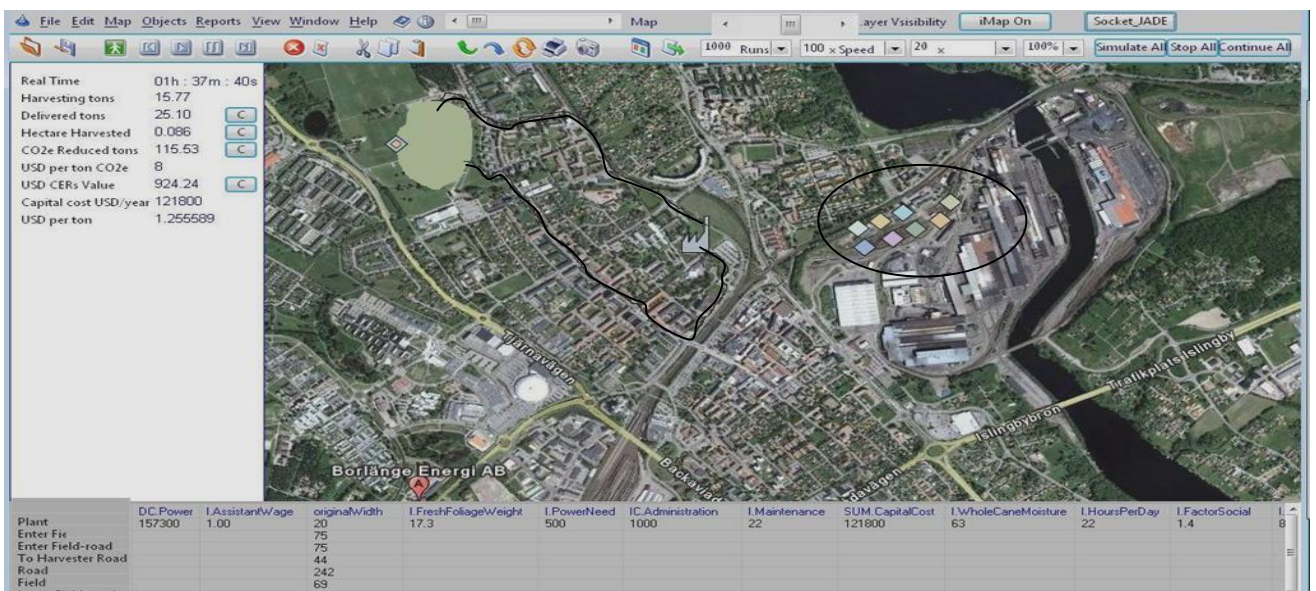 File Edit Map Objects Reports View Window Help Map ayer Vsisibility iMap On Socket_JADE
1000 Runs 100 x Speed 20 x 100% Simulate All Stop All Continue All
Real Time 01h : 37m : 40s
Harvesting tons 15.77
Delivered tons 25.10 C
Hectare Harvested 0.086 C
CO2e Reduced tons 115.53 C
USD per ton CO2e 8
USD CERs Value 924.24 C
Capital cost USD/year 121800
USD per ton 1.255589
Tjärnavägen
Trafikplats Islingby
Islingbybron
Borlänge Energi AB
A
Backaviad
davägen
DC.Power I.AssistantWage originalWidth I.FreshFoliageWeight I.PowerNeed IC.Administration I.Maintenance SUM.CapitalCost I.WholeCaneMoisture I.HoursPerDay I.FactorSocial I.
Plant 157300 1.00 20 17.3 500 1000 22 121800 63 22 1.4 8
Enter Fie 75
Enter Field-road 75
To Harvester Road 44
Road 242
Field 69